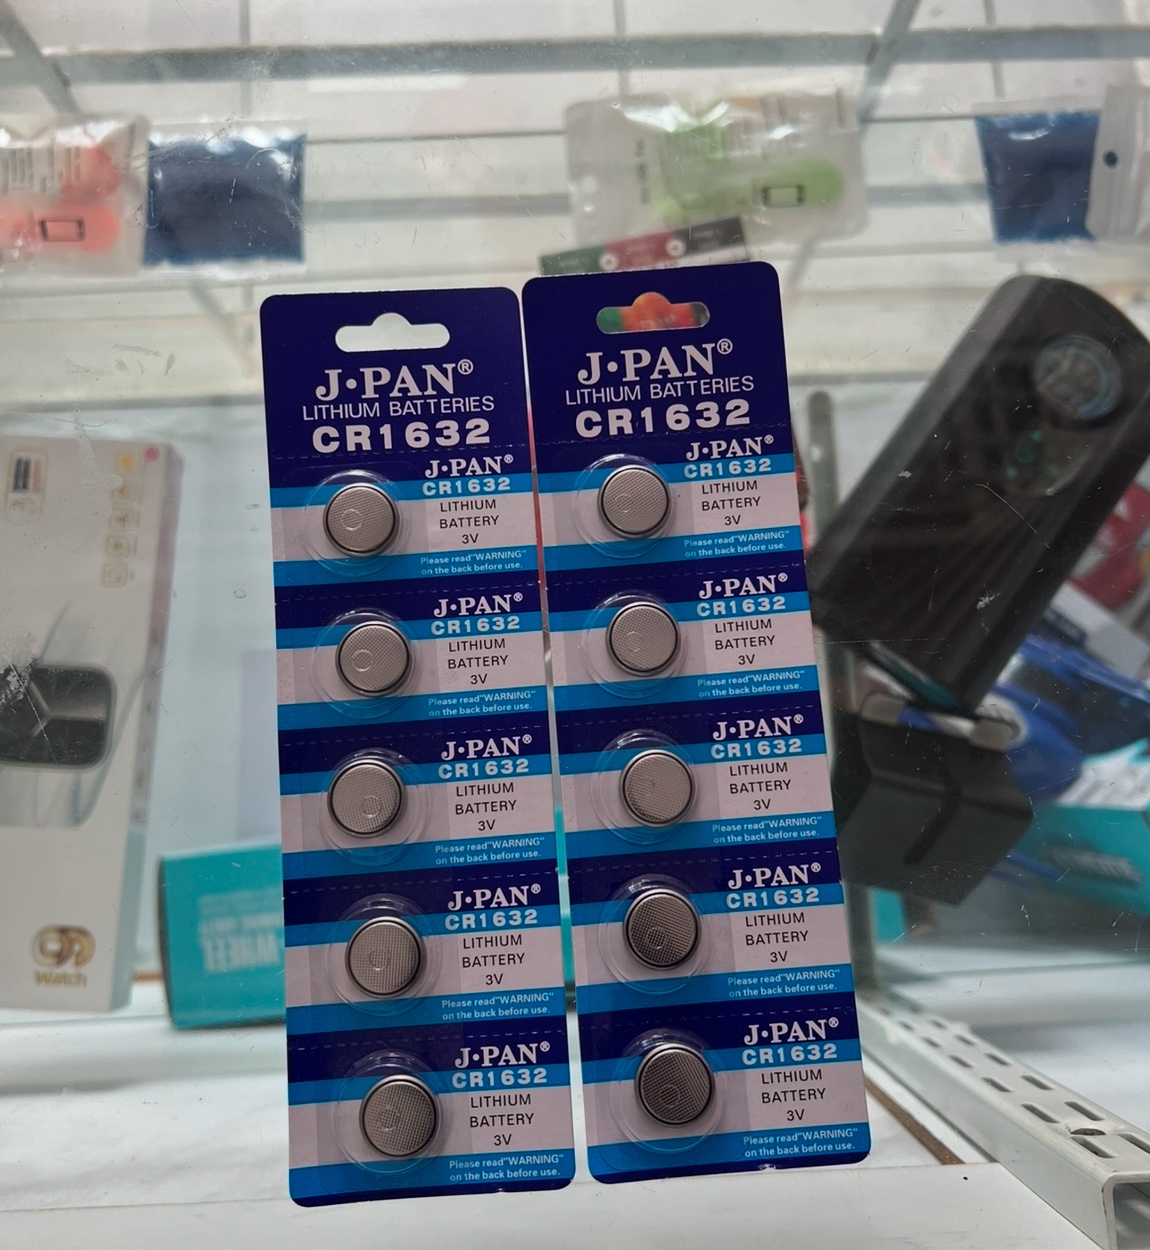 J•PAN®
LITHIUM BATTERIES
CR1632
J•PAN®
CR1632
LITHIUM
BATTERY
3V
Please read"WARNING"
on the back before use.
J•PAN®
CR1632
LITHIUM
BATTERY
3V
Please read"WARNING"
on the back before use.
J•PAN®
CR1632
LITHIUM
BATTERY
3V
Please read"WARNING"
on the back before use.
J•PAN®
CR1632
LITHIUM
BATTERY
3V
Please read"WARNING"
on the back before use.
J•PAN®
CR1632
LITHIUM
BATTERY
3V
Please read"WARNING"
on the back before use.
J•PAN®
LITHIUM BATTERIES
CR1632
J•PAN®
CR1632
LITHIUM
BATTERY
3V
Please read"WARNING"
on the back before use.
J•PAN®
CR1632
LITHIUM
BATTERY
3V
Please read"WARNING"
on the back before use.
J•PAN®
CR1632
LITHIUM
BATTERY
3V
Please read"WARNING"
on the back before use.
J•PAN®
CR1632
LITHIUM
BATTERY
3V
Please read"WARNING"
on the back before use.
J•PAN®
CR1632
LITHIUM
BATTERY
3V
Please read"WARNING"
on the back before use.
Watch
WHEEL